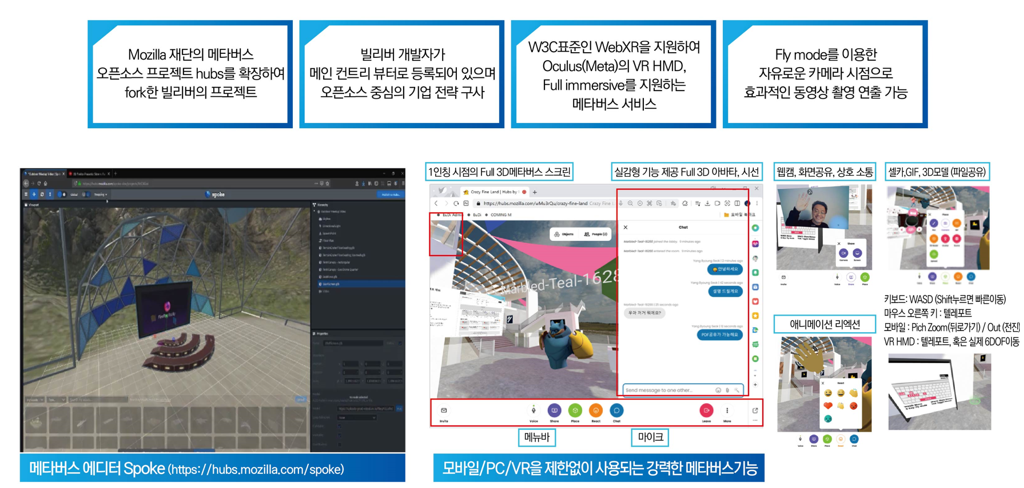 Mozilla 재단의 메타버스
오픈소스 프로젝트 hubs를 확장하여
fork한 빌리버의 프로젝트
빌리버 개발자가
메인 컨트리 뷰터로 등록되어 있으며
오픈소스 중심의 기업 전략 구사
W3C표준인 WebXR을 지원하여
Oculus(Meta)의 VR HMD,
Full immersive를 지원하는
메타버스 서비스
Fly mode를 이용한
자유로운 카메라 시점으로
효과적인 동영상 촬영 연출 가능
spoke
메타버스 에디터 Spoke (https://hubs.mozilla.com/spoke)
1인칭 시점의 Full 3D메타버스 스크린
실감형 기능 제공 Full 3D 아바타, 시선
Crazy Fine Land | Hubs by
Objects
People
Chat
Marbled-Teal-1628
Send message to one other...
Invite
Voice
Share
Place
React
Chat
Leave
More
메뉴바
마이크
모바일/PC/VR을 제한없이 사용되는 강력한 메타버스기능
웹캠, 화면공유, 상호 소통
셀카,GIF, 3D모델 (파일공유)
애니메이션 리엑션
키보드: WASD (Shift누르면 빠른이동)
마우스 오른쪽 키 : 텔레포트
모바일 : Pich Zoom(뒤로가기) / Out (전진)
VR HMD : 텔레포트, 혹은 실제 6DOF이동